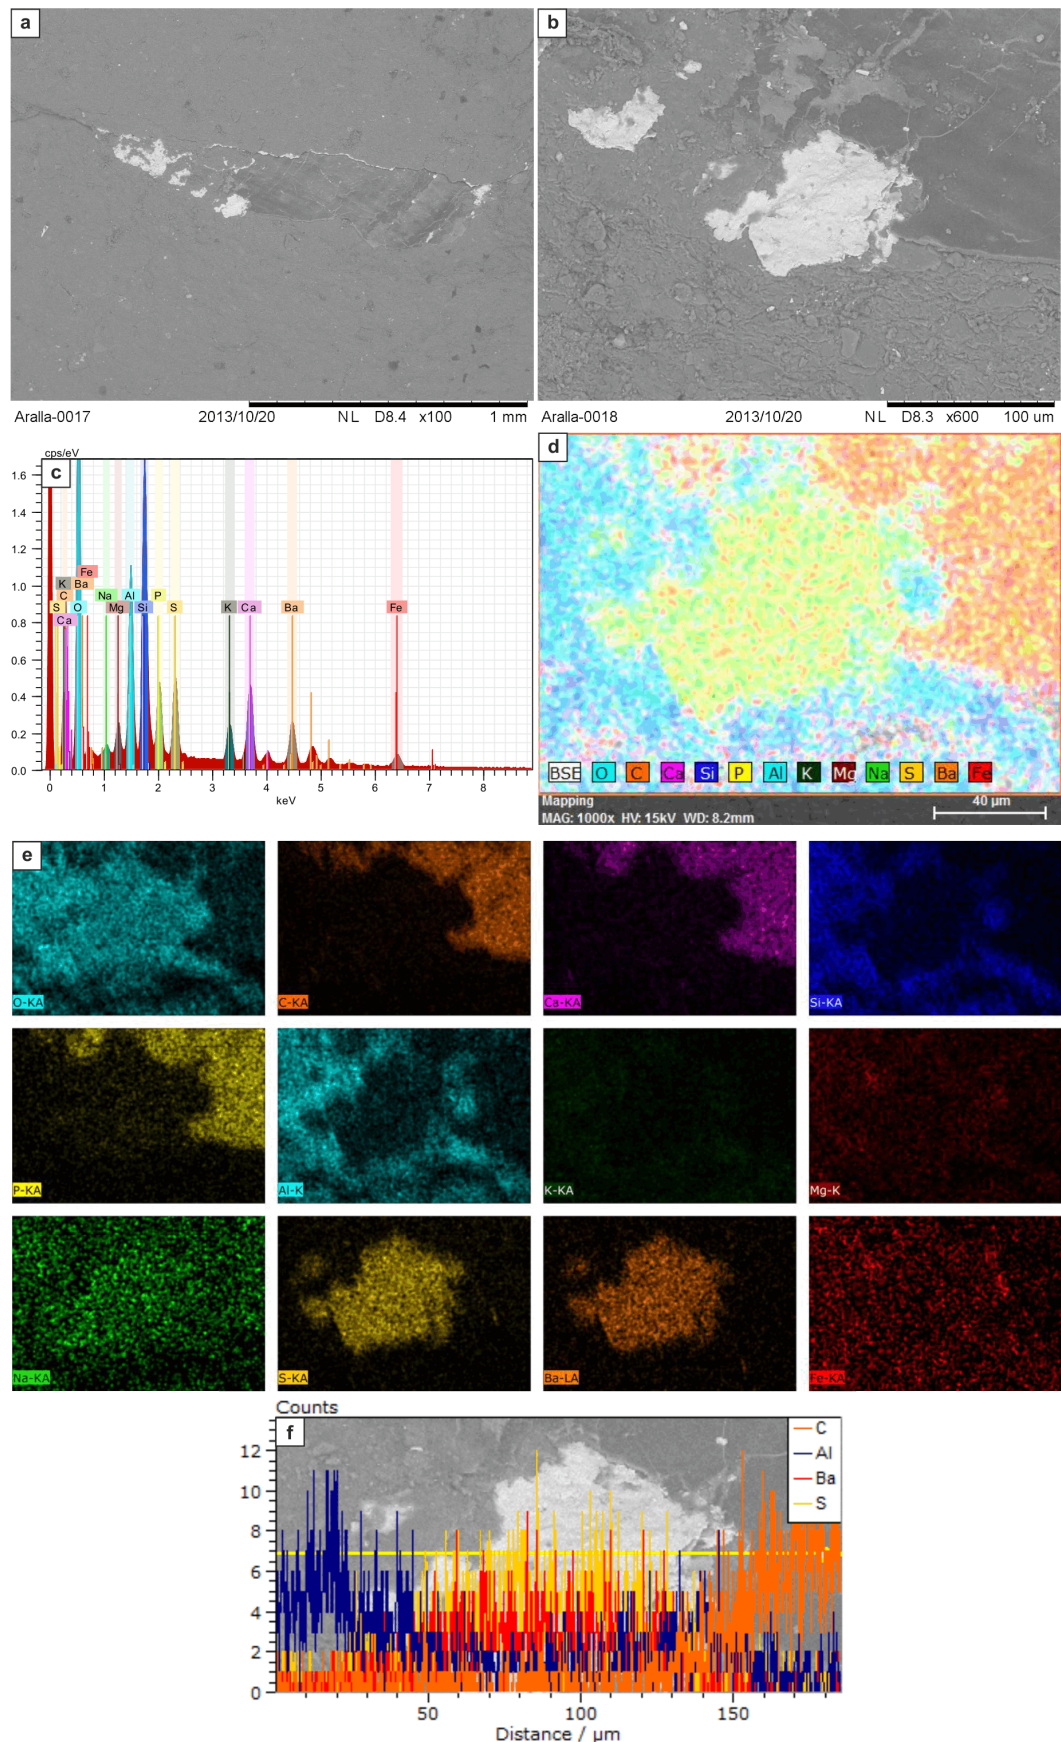 a
b
Aralla-0017 2013/10/20 NL D8.4 x100 1 mm
Aralla-0018 2013/10/20 NL D8.3 x600 100 um
cps/eV
c
1.6
1.4
1.2
1.0
0.8
0.6
0.4
0.2
0.0
Fe
K Ba
C Na Al P
S O Mg Si S K Ca Ba Fe
Ca
0 1 2 3 4 5 6 7 8
keV
d
BSE O C Ca Si P Al K Mg Na S Ba Fe
Mapping 40 µm
MAG: 1000x HV: 15kV WD: 8.2mm
e
O-KA C-KA Ca-KA Si-KA
P-KA Al-K K-KA Mg-K
Na-KA S-KA Ba-LA Fe-KA
Counts
f
C
Al
Ba
S
12
10
8
6
4
2
0
50 100 150
Distance / µm